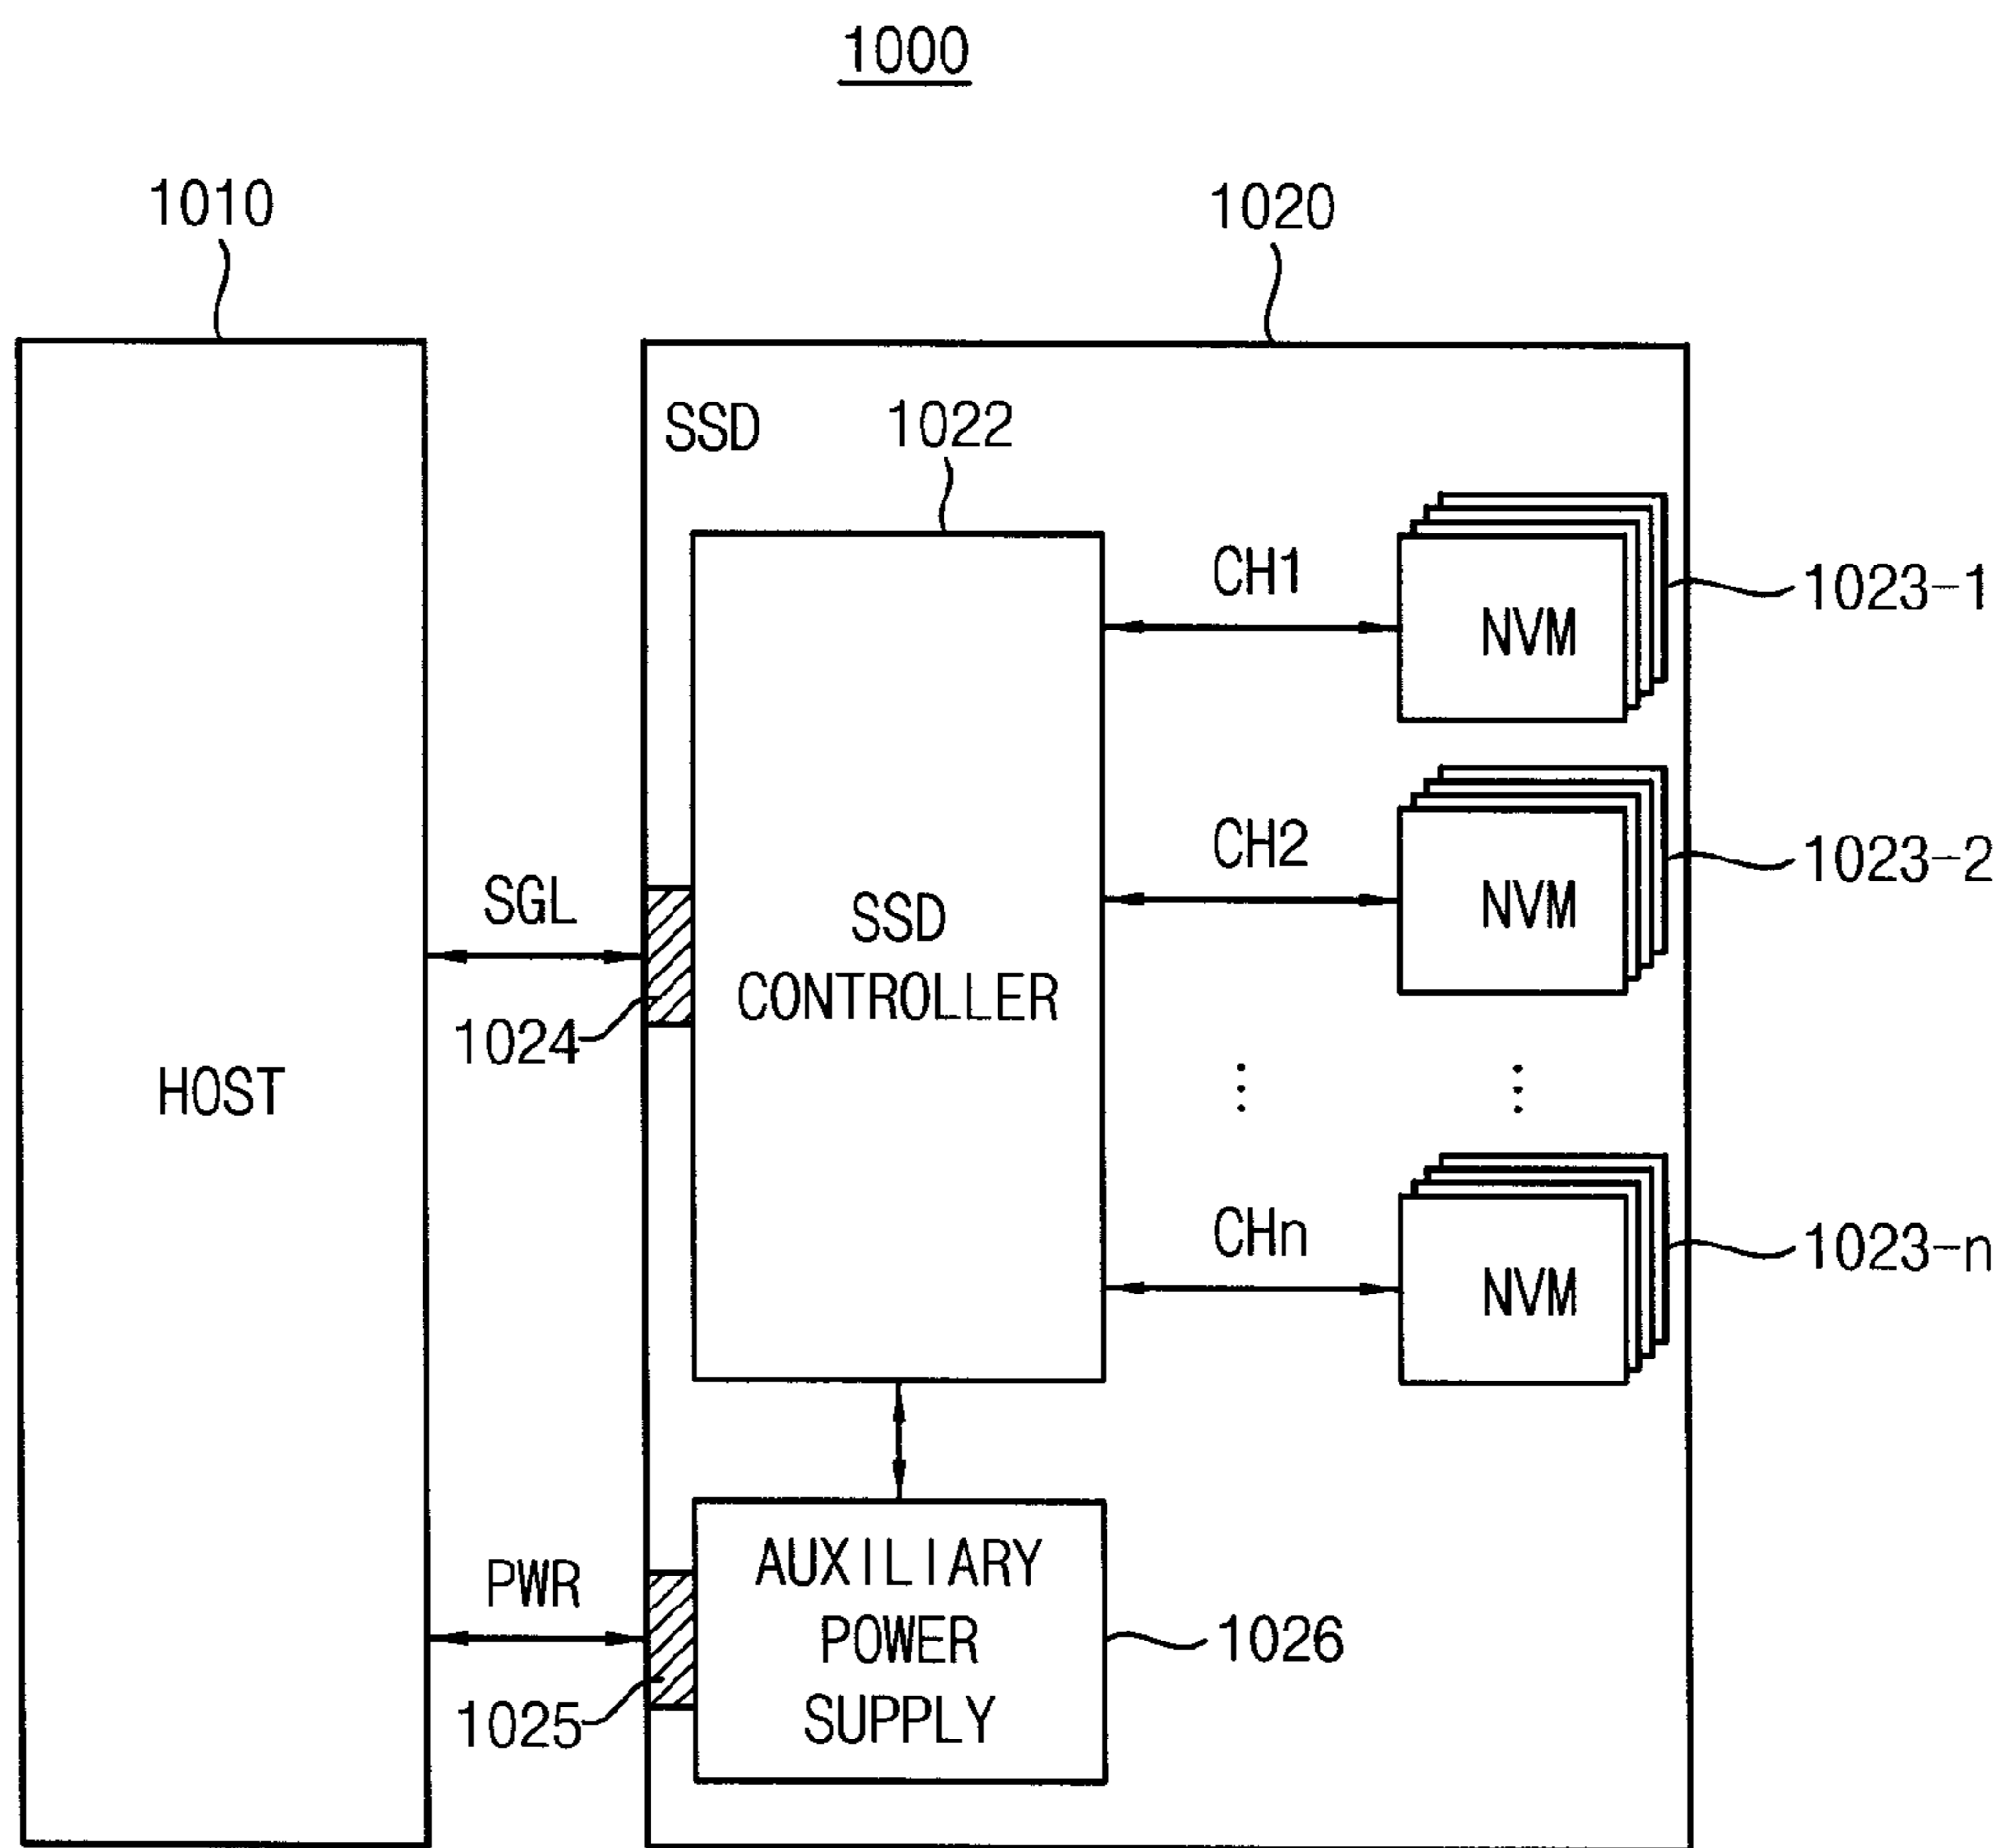 1000
1010
1020
SSD
1022
CH1
NVM
1023-1
CH2
NVM
1023-2
SGL
SSD
CONTROLLER
1024
HOST
CHn
NVM
1023-n
PWR
AUXILIARY
POWER
SUPPLY
1026
1025